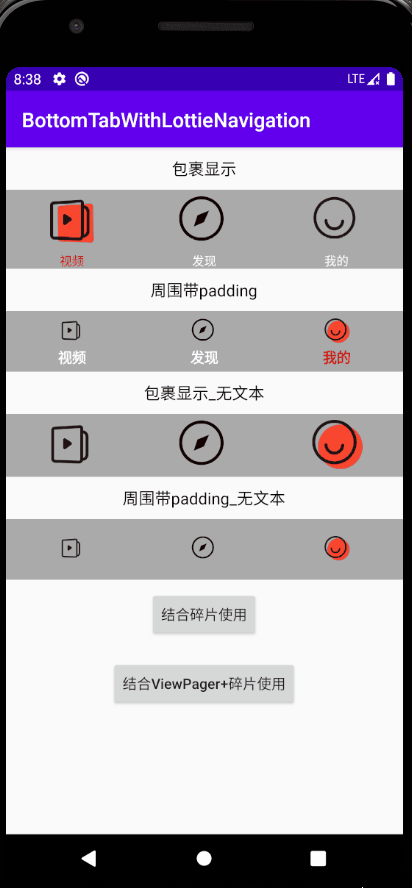 8:38 LTE
BottomTabWithLottieNavigation
包裹显示
视频 发现 我的
周围带padding
视频 发现 我的
包裹显示_无文本
周围带padding_无文本
结合碎片使用
结合ViewPager+碎片使用